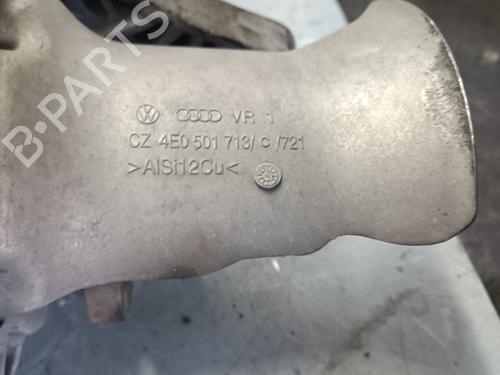 VR 1
CZ 4E0 501 713/ C /721
>AlSi12Cu<
B-PARTS